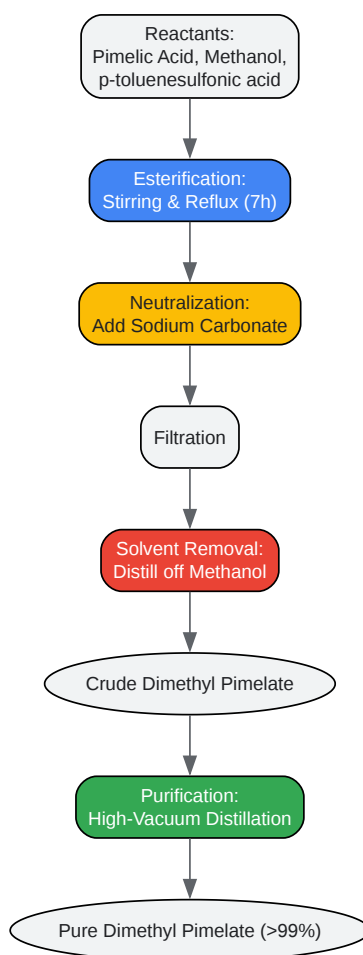 Reactants:
Pimelic Acid, Methanol,
p-toluenesulfonic acid
Esterification:
Stirring & Reflux (7h)
Neutralization:
Add Sodium Carbonate
Filtration
Solvent Removal:
Distill off Methanol
Crude Dimethyl Pimelate
Purification:
High-Vacuum Distillation
Pure Dimethyl Pimelate (>99%)